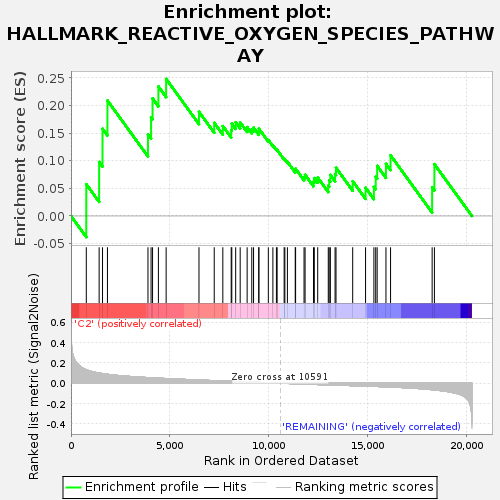 Enrichment plot:
HALLMARK_REACTIVE_OXYGEN_SPECIES_PATHW
AY
Enrichment score (ES)
0.25
0.20
0.15
0.10
0.05
0.00
-0.05
'C2' (positively correlated)
Ranked list metric (Signal2Noise)
0.6
0.4
0.2
0.0
-0.2
-0.4
Zero cross at 10591
'REMAINING' (negatively correlated)
0
5,000
10,000
15,000
20,000
Rank in Ordered Dataset
Enrichment profile
Hits
Ranking metric scores